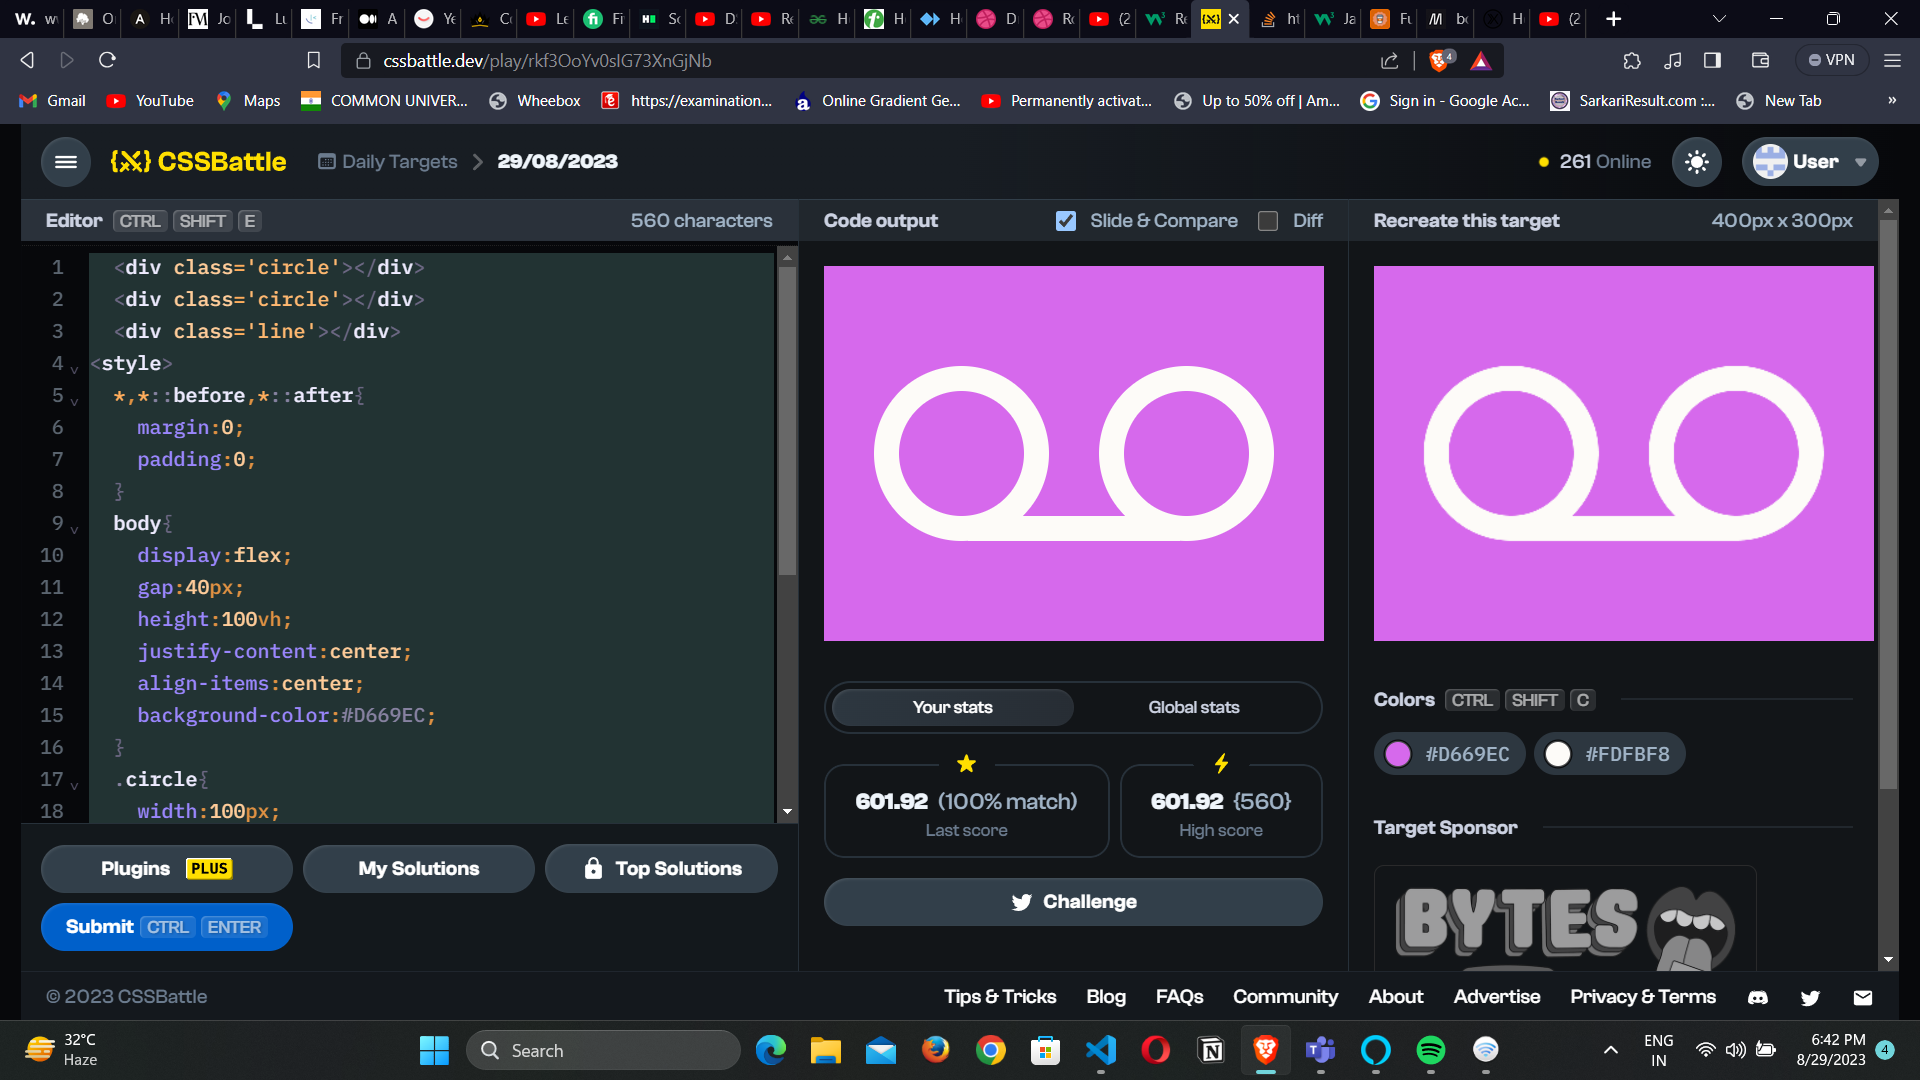 W. w O A H FM Jo L Lu Fr A Ye Co Le fi Fi H Sc D Re H H H D Ro (2 Re ht Ja Fu M bo H (2
cssbattle.dev/play/rkf3OoYv0sIG73XnGjNb 4 VPN
Gmail YouTube Maps COMMON UNIVER... Wheebox https://examination... Online Gradient Ge... Permanently activat... Up to 50% off | Am... Sign in - Google Ac... SarkariResult.com :... New Tab »
{X} CSSBattle Daily Targets 29/08/2023 261 Online User
Editor CTRL SHIFT E 560 characters Code output Slide & Compare Diff Recreate this target 400px x 300px
1 <div class='circle'></div>
2 <div class='circle'></div>
3 <div class='line'></div>
4 <style>
5 *,*::before,*::after{
6 margin:0;
7 padding:0;
8 }
9 body{
10 display:flex;
11 gap:40px;
12 height:100vh;
13 justify-content:center;
14 align-items:center;
15 background-color:#D669EC;
16 }
17 .circle{
18 width:100px;
Plugins PLUS My Solutions Top Solutions
Submit CTRL ENTER
Your stats Global stats
601.92 (100% match) 601.92 {560}
Last score High score
Challenge
Colors CTRL SHIFT C
#D669EC #FDFBF8
Target Sponsor
BYTES
© 2023 CSSBattle Tips & Tricks Blog FAQs Community About Advertise Privacy & Terms
32°C
Haze
Search
ENG
IN
6:42 PM
8/29/2023 4